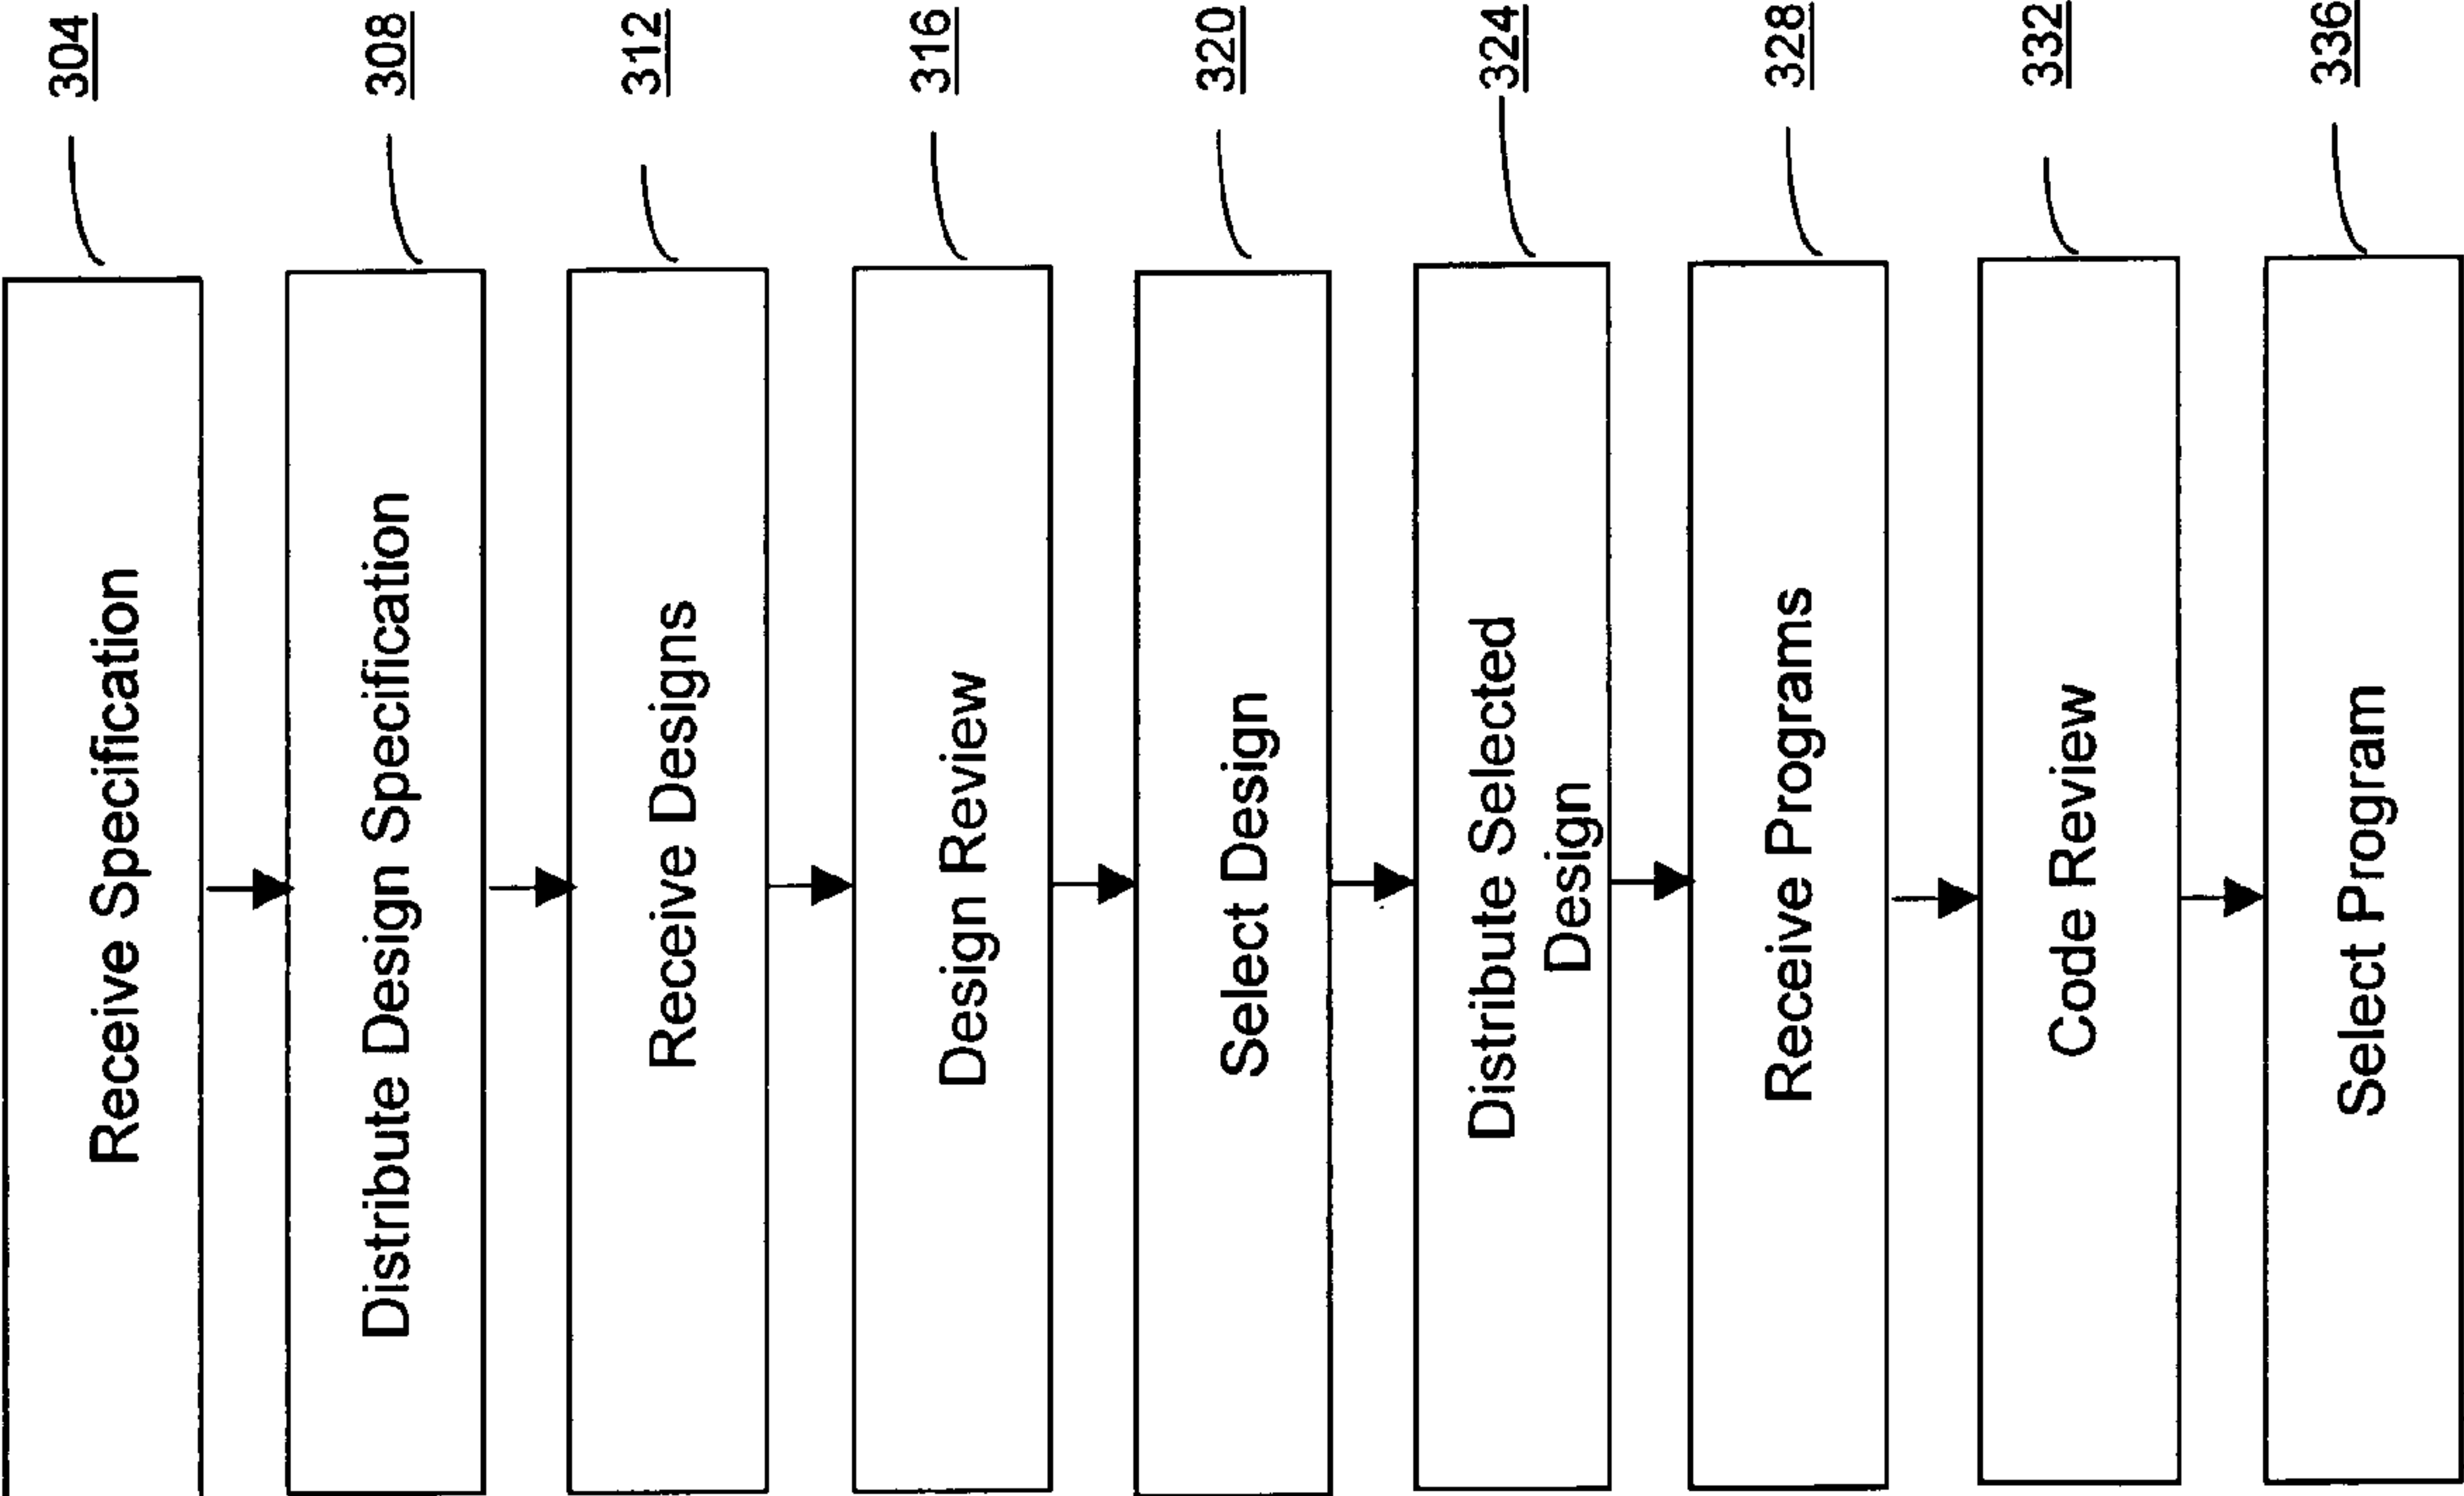 Receive Specification
304
Distribute Design Specification
308
Receive Designs
312
Design Review
316
Select Design
320
Distribute Selected
Design
324
Receive Programs
328
Code Review
332
Select Program
336